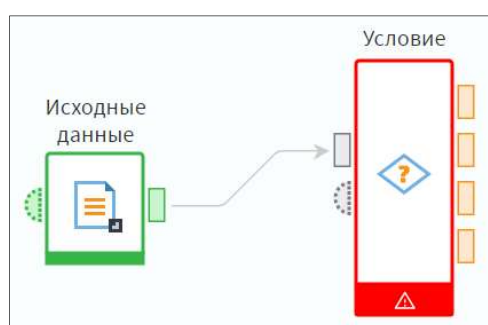 Условие
Исходные
данные
?